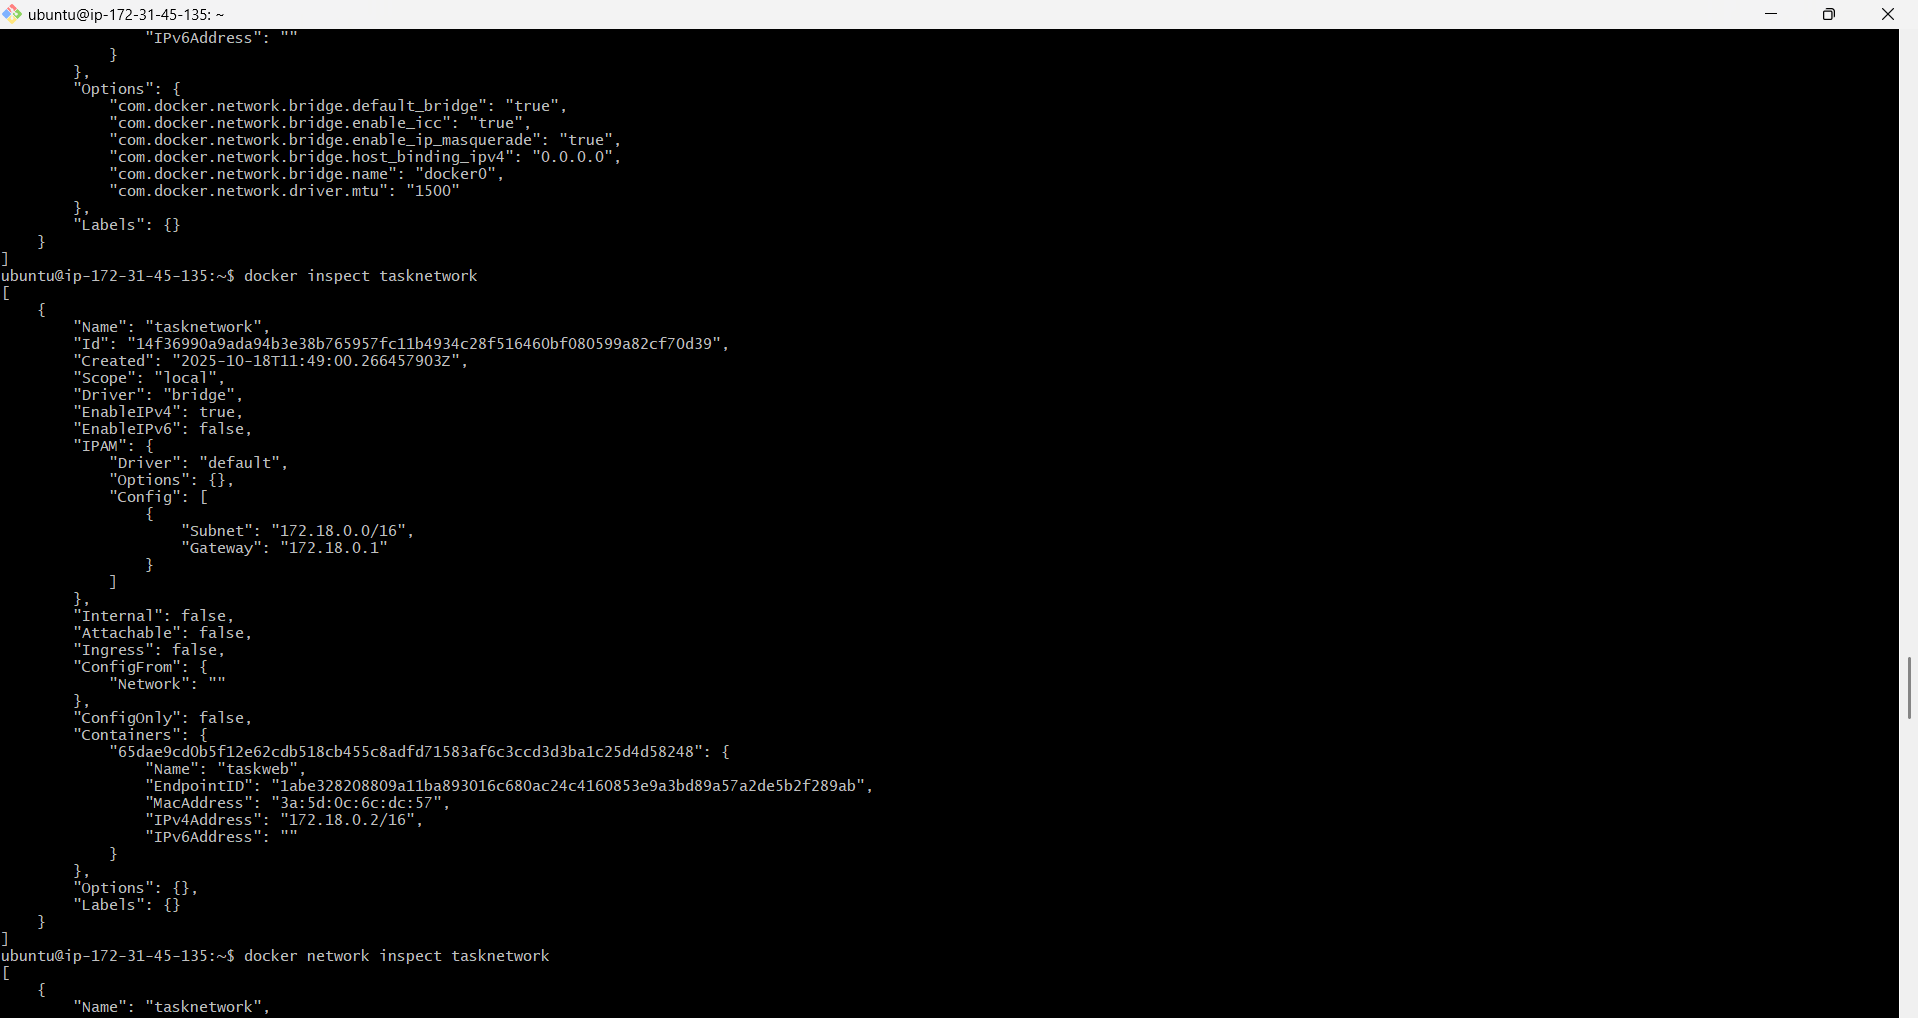 ubuntu@ip-172-31-45-135: ~
"IPv6Address": ""
}
},
"Options": {
"com.docker.network.bridge.default_bridge": "true",
"com.docker.network.bridge.enable_icc": "true",
"com.docker.network.bridge.enable_ip_masquerade": "true",
"com.docker.network.bridge.host_binding_ipv4": "0.0.0.0",
"com.docker.network.bridge.name": "docker0",
"com.docker.network.driver.mtu": "1500"
},
"Labels": {}
}
]
ubuntu@ip-172-31-45-135:~$ docker inspect tasknetwork
[
{
"Name": "tasknetwork",
"Id": "14f36990a9ada94b3e38b765957fc11b4934c28f516460bf080599a82cf70d39",
"Created": "2025-10-18T11:49:00.266457903Z",
"Scope": "local",
"Driver": "bridge",
"EnableIPv4": true,
"EnableIPv6": false,
"IPAM": {
"Driver": "default",
"Options": {},
"Config": [
{
"Subnet": "172.18.0.0/16",
"Gateway": "172.18.0.1"
}
]
},
"Internal": false,
"Attachable": false,
"Ingress": false,
"ConfigFrom": {
"Network": ""
},
"ConfigOnly": false,
"Containers": {
"65dae9cd0b5f12e62cdb518cb455c8adfd71583af6c3ccd3d3ba1c25d4d58248": {
"Name": "taskweb",
"EndpointID": "1abe328208809a11ba893016c680ac24c4160853e9a3bd89a57a2de5b2f289ab",
"MacAddress": "3a:5d:0c:6c:dc:57",
"IPv4Address": "172.18.0.2/16",
"IPv6Address": ""
}
},
"Options": {},
"Labels": {}
}
]
ubuntu@ip-172-31-45-135:~$ docker network inspect tasknetwork
[
{
"Name": "tasknetwork",